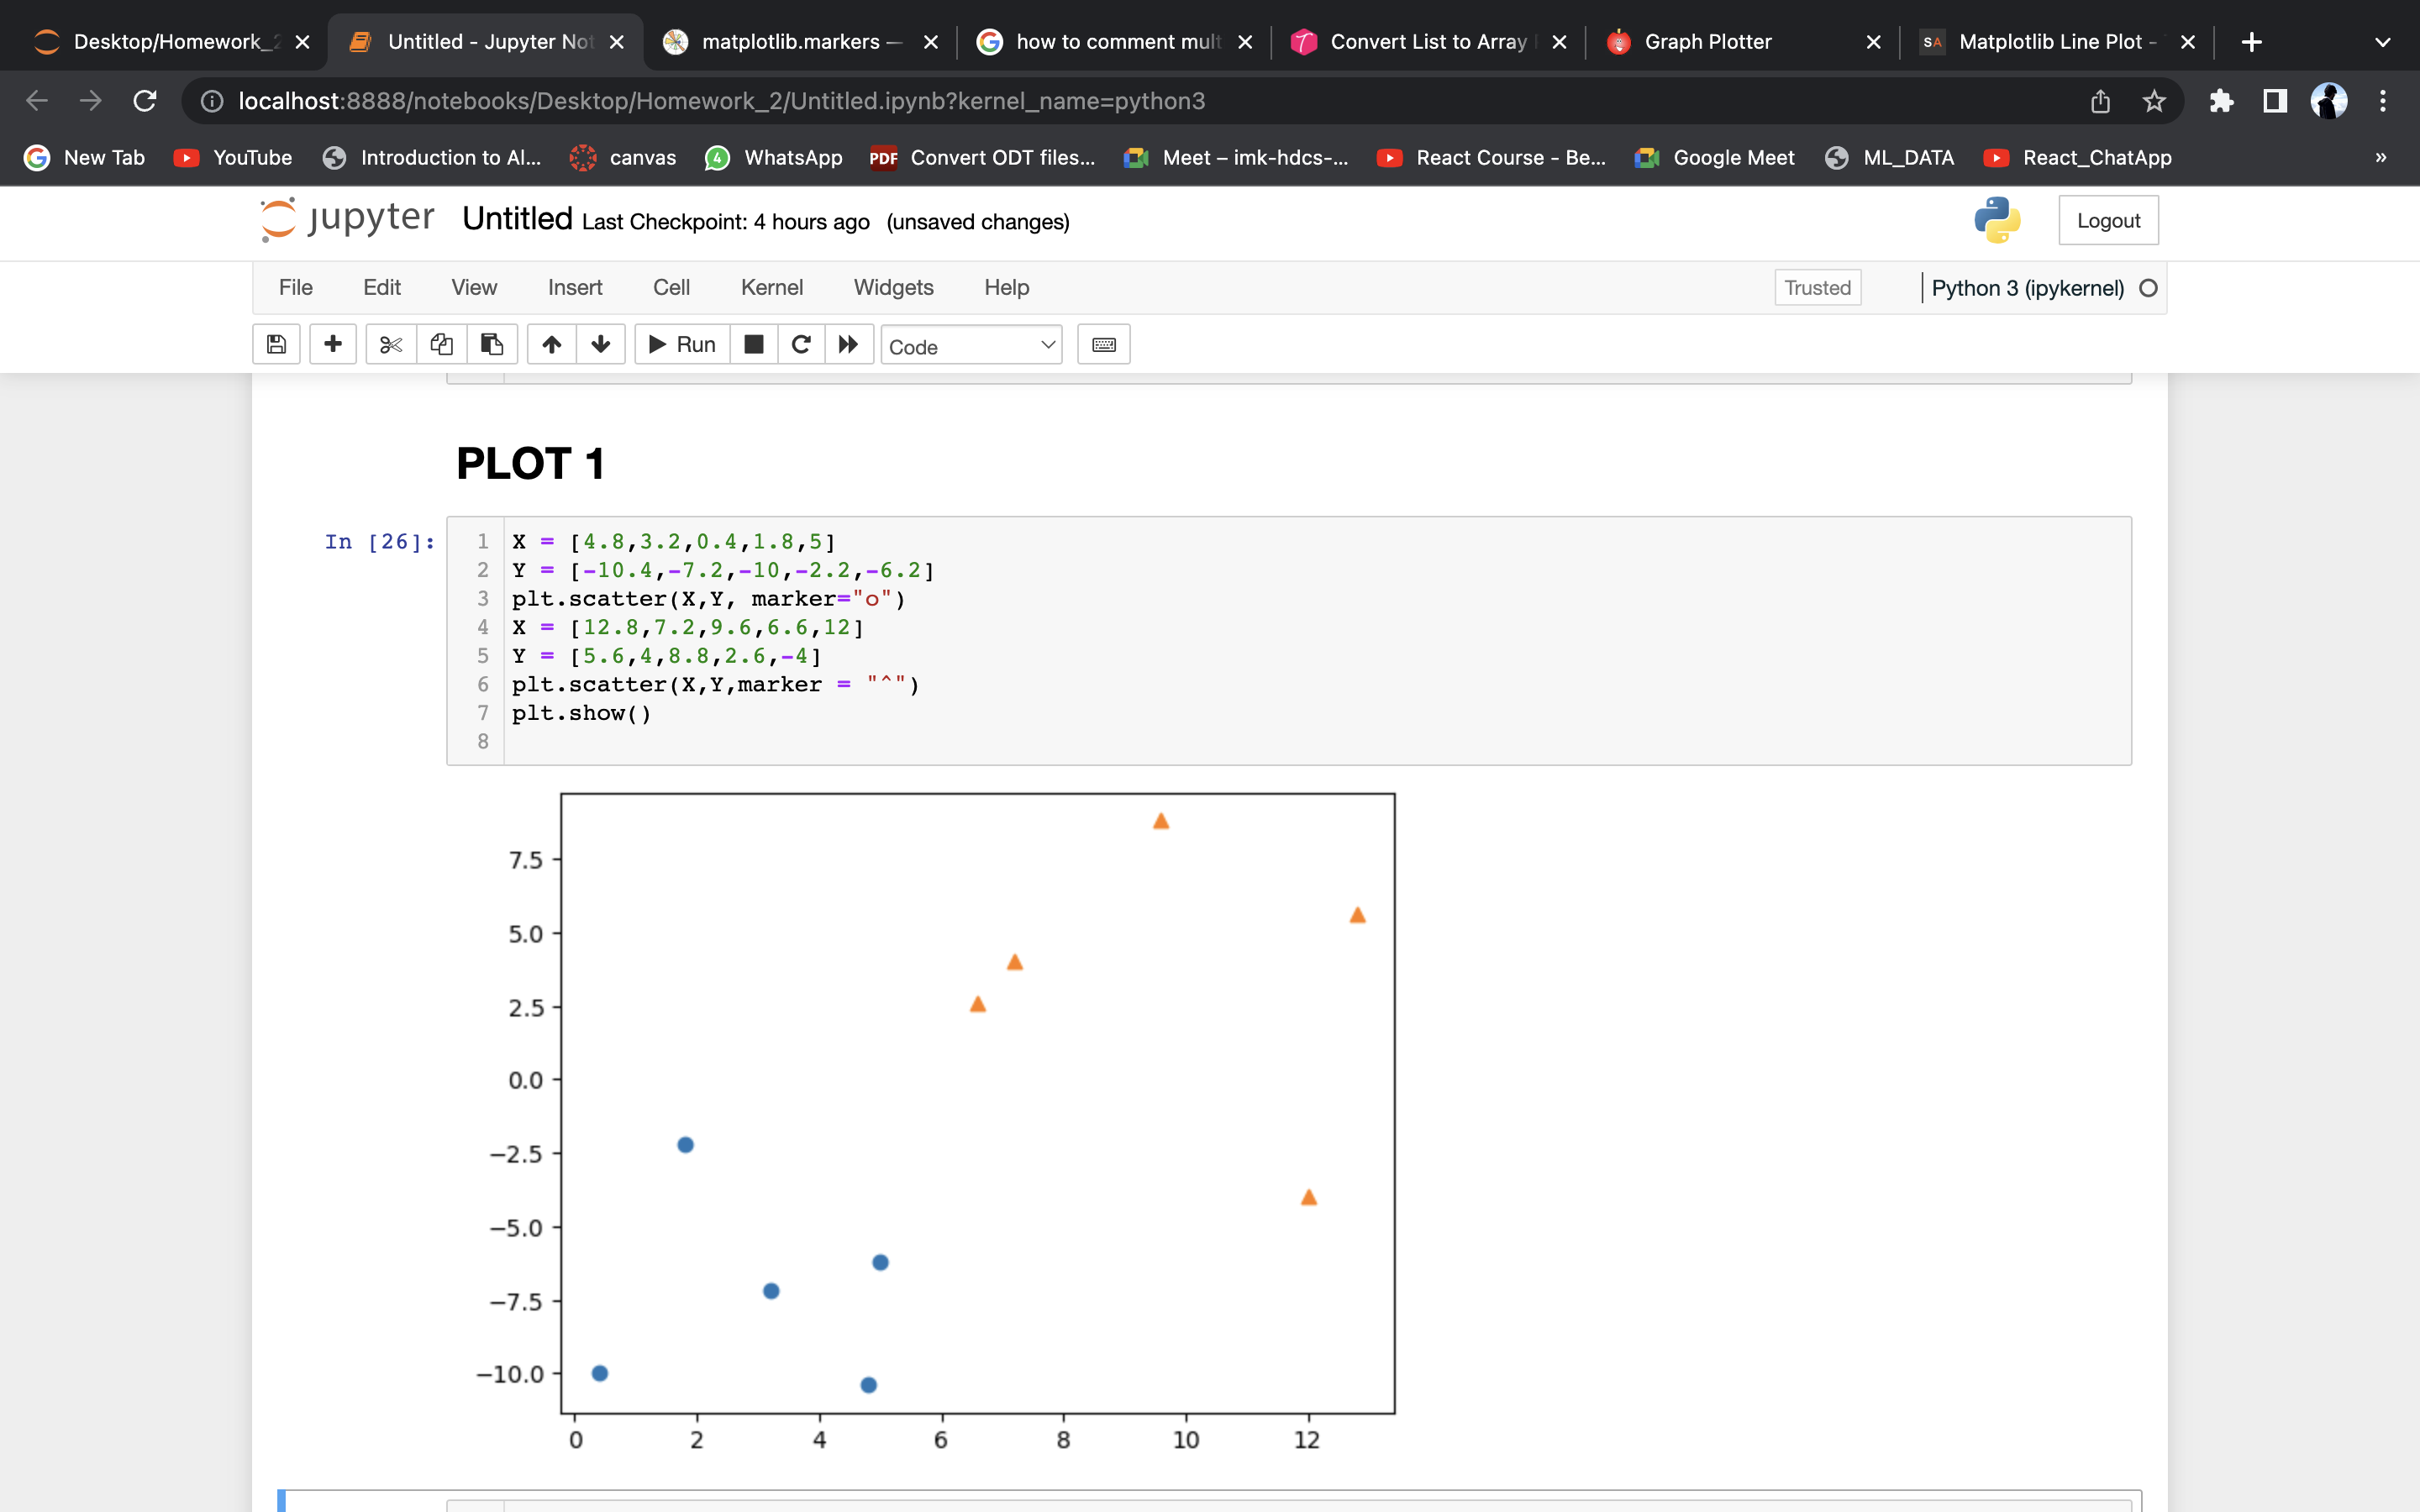 Desktop/Homework_2
Untitled - Jupyter Not
matplotlib.markers —
how to comment mult
Convert List to Array
Graph Plotter
SA Matplotlib Line Plot -
localhost:8888/notebooks/Desktop/Homework_2/Untitled.ipynb?kernel_name=python3
New Tab
YouTube
Introduction to Al...
canvas
4 WhatsApp
PDF Convert ODT files...
Meet – imk-hdcs-...
React Course - Be...
Google Meet
ML_DATA
React_ChatApp
»
jupyter Untitled Last Checkpoint: 4 hours ago (unsaved changes)
Logout
File Edit View Insert Cell Kernel Widgets Help
Trusted
Python 3 (ipykernel)
Run
Code
PLOT 1
In [26]:
1 X = [4.8,3.2,0.4,1.8,5]
2 Y = [-10.4,-7.2,-10,-2.2,-6.2]
3 plt.scatter(X,Y, marker="o")
4 X = [12.8,7.2,9.6,6.6,12]
5 Y = [5.6,4,8.8,2.6,-4]
6 plt.scatter(X,Y,marker = "^")
7 plt.show()
8
7.5
5.0
2.5
0.0
−2.5
−5.0
−7.5
−10.0
0 2 4 6 8 10 12